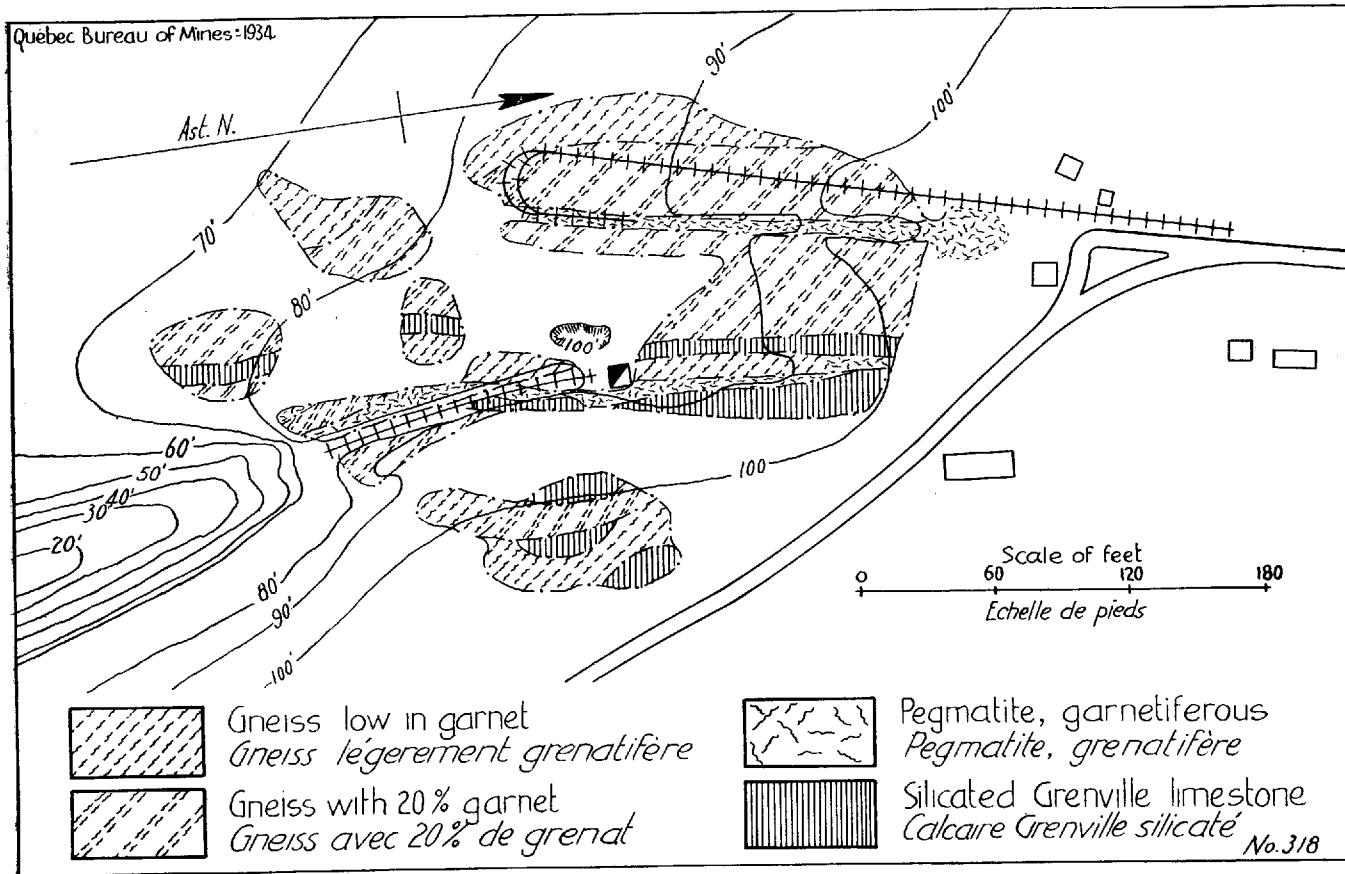 Québec Bureau of Mines:1934
Ast. N.
90'
100'
70'
80'
100'
60'
50'
40'
30'
20'
100
80'
90'
100'
Scale of feet
0 60 120 180
Echelle de pieds
Gneiss low in garnet
Gneiss légerement grenatifère
Gneiss with 20% garnet
Gneiss avec 20% de grenat
Pegmatite, garnetiferous
Pegmatite, grenatifère
Silicated Grenville limestone
Calcaire Grenville silicaté
No. 318